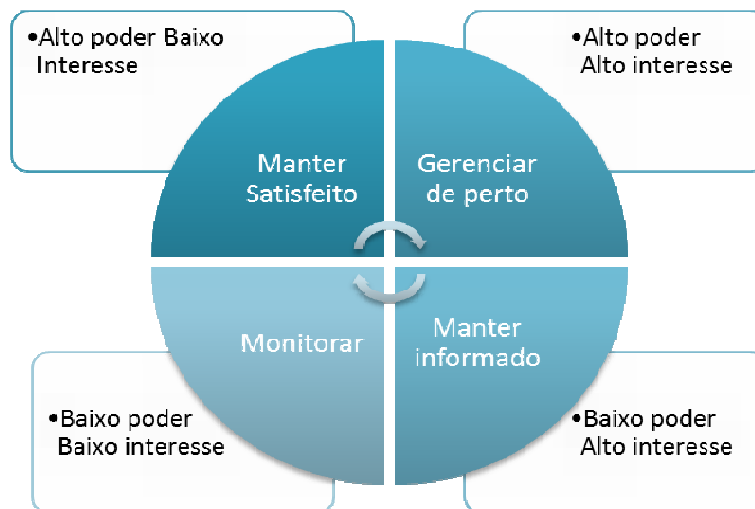 •Alto poder Baixo
Interesse
•Alto poder
Alto interesse
Manter
Satisfeito
Gerenciar
de perto
Monitorar
Manter
informado
•Baixo poder
Baixo interesse
•Baixo poder
Alto interesse